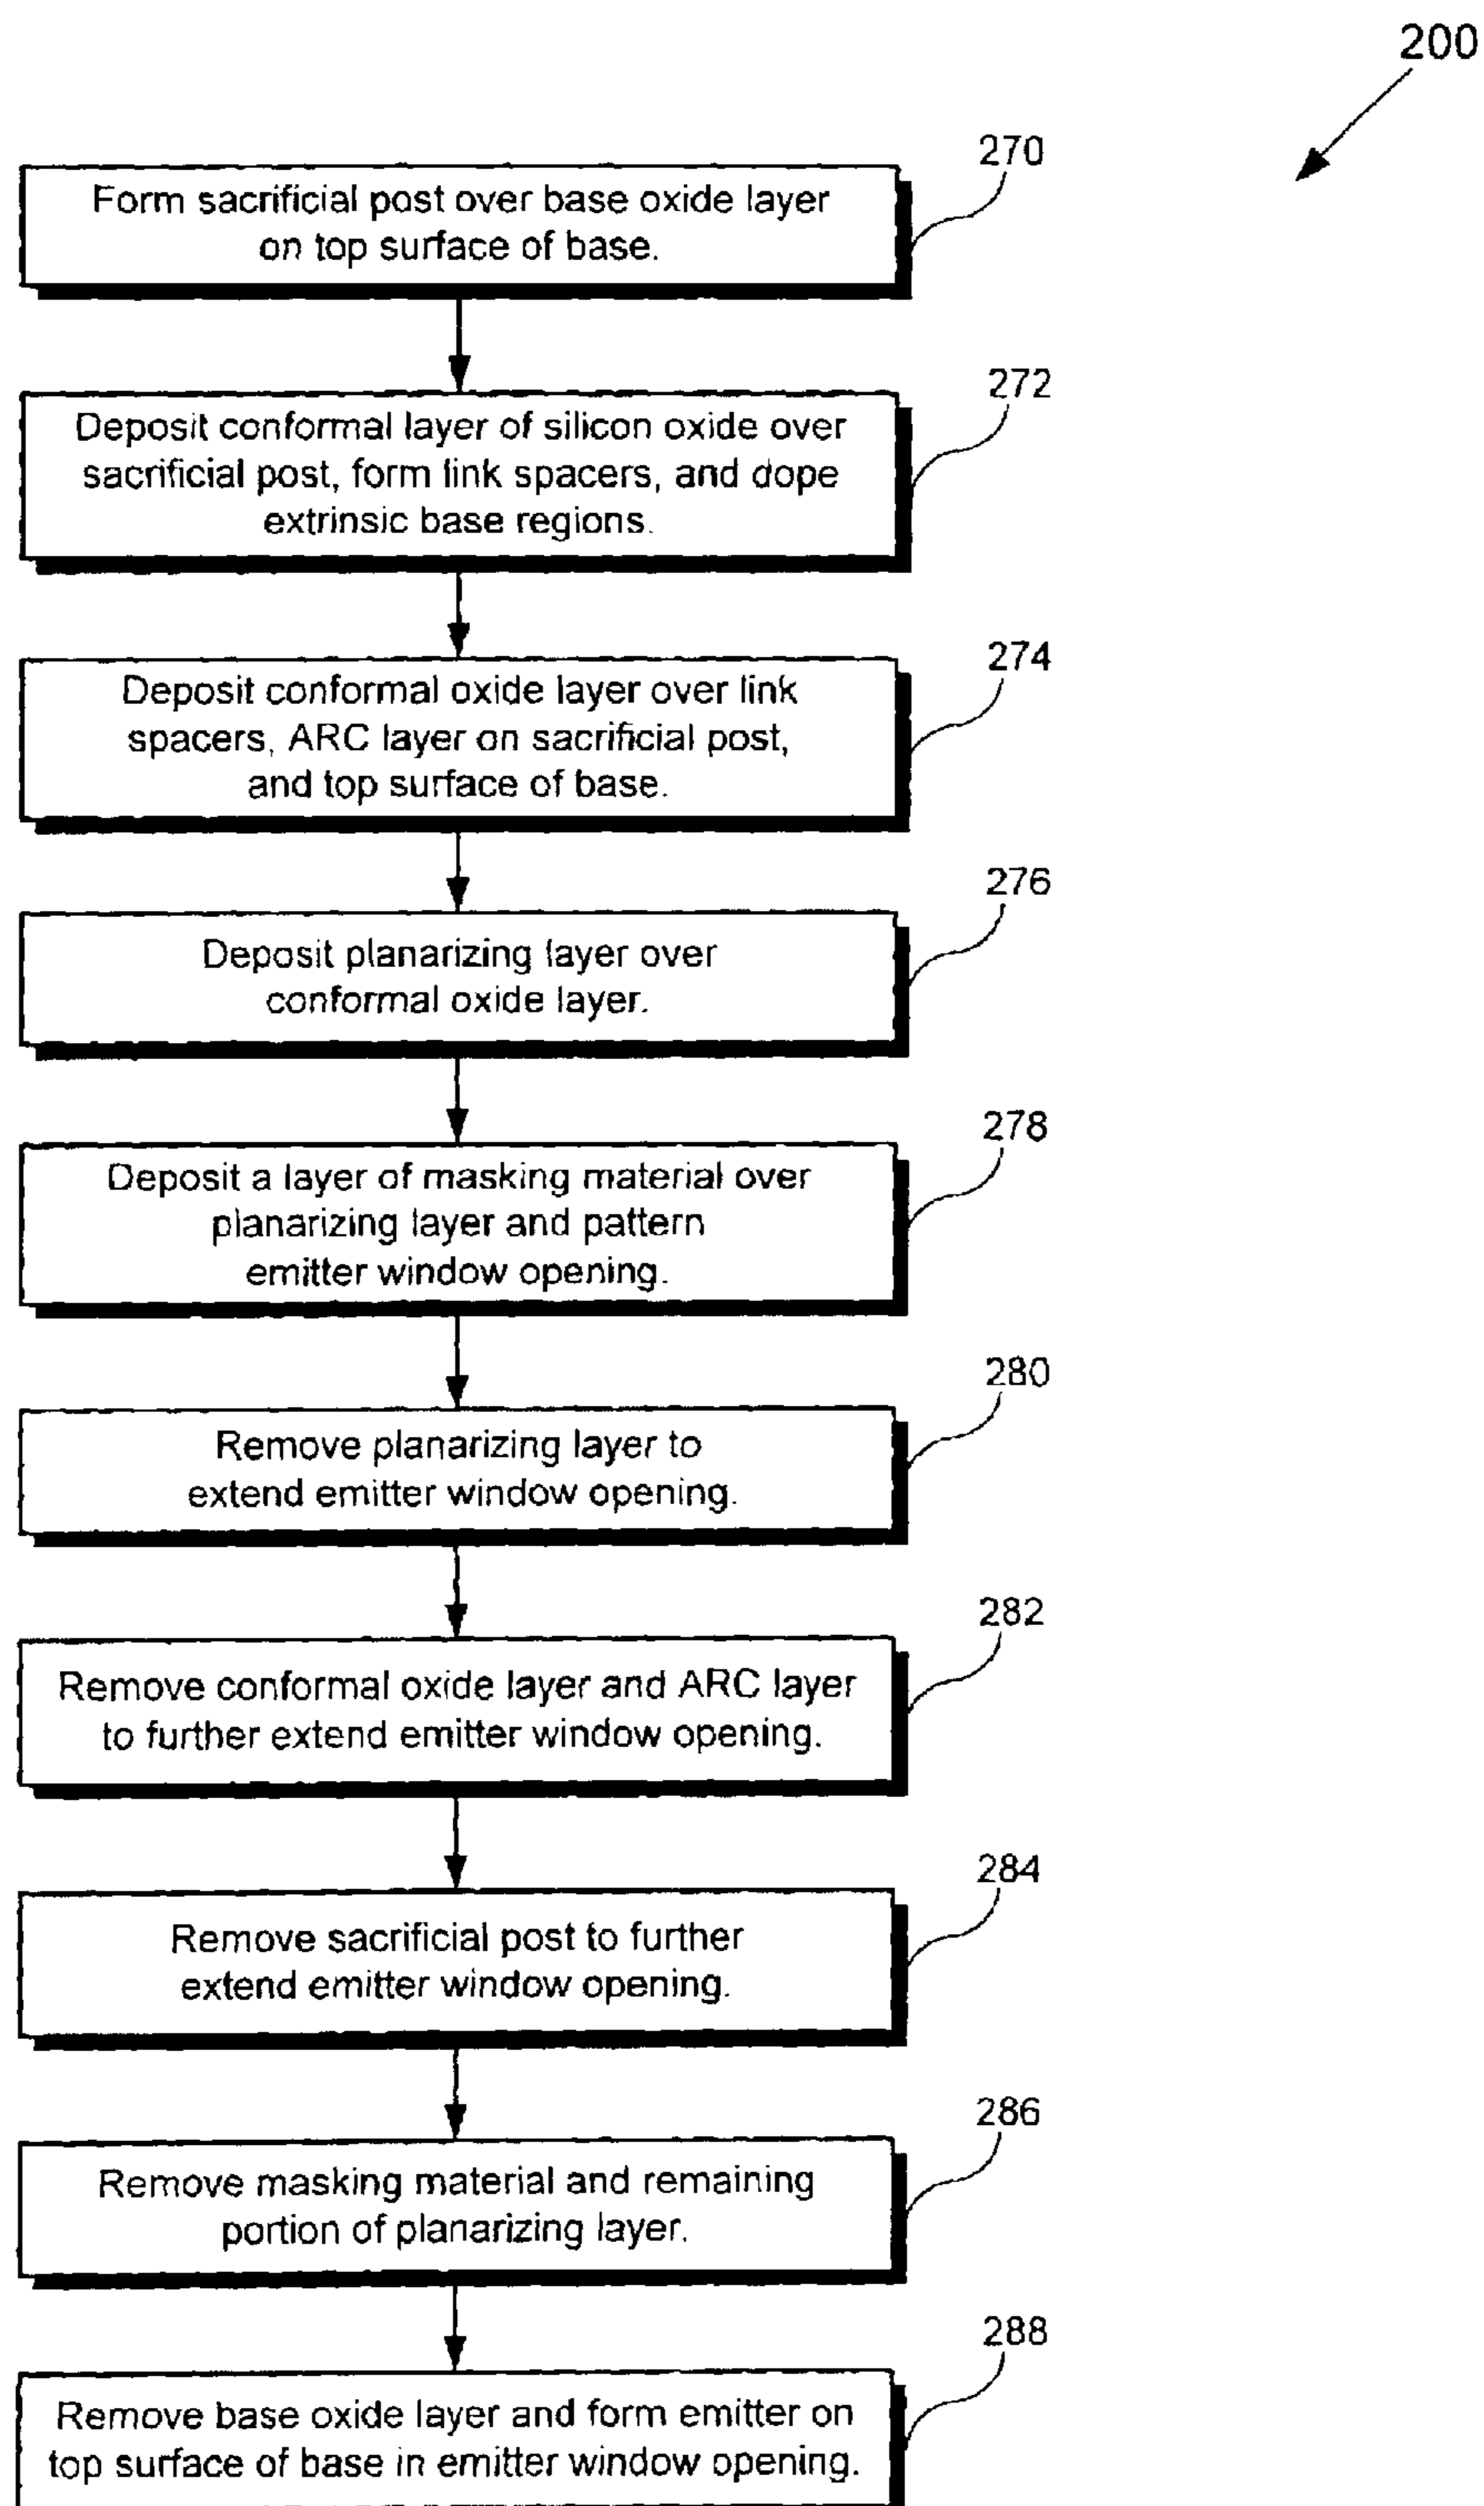 200
270
Form sacrificial post over base oxide layer
on top surface of base.
272
Deposit conformal layer of silicon oxide over
sacrificial post, form link spacers, and dope
extrinsic base regions.
274
Deposit conformal oxide layer over link
spacers, ARC layer on sacrificial post,
and top surface of base.
276
Deposit planarizing layer over
conformal oxide layer.
278
Deposit a layer of masking material over
planarizing layer and pattern
emitter window opening.
280
Remove planarizing layer to
extend emitter window opening.
282
Remove conformal oxide layer and ARC layer
to further extend emitter window opening.
284
Remove sacrificial post to further
extend emitter window opening.
286
Remove masking material and remaining
portion of planarizing layer.
288
Remove base oxide layer and form emitter on
top surface of base in emitter window opening.